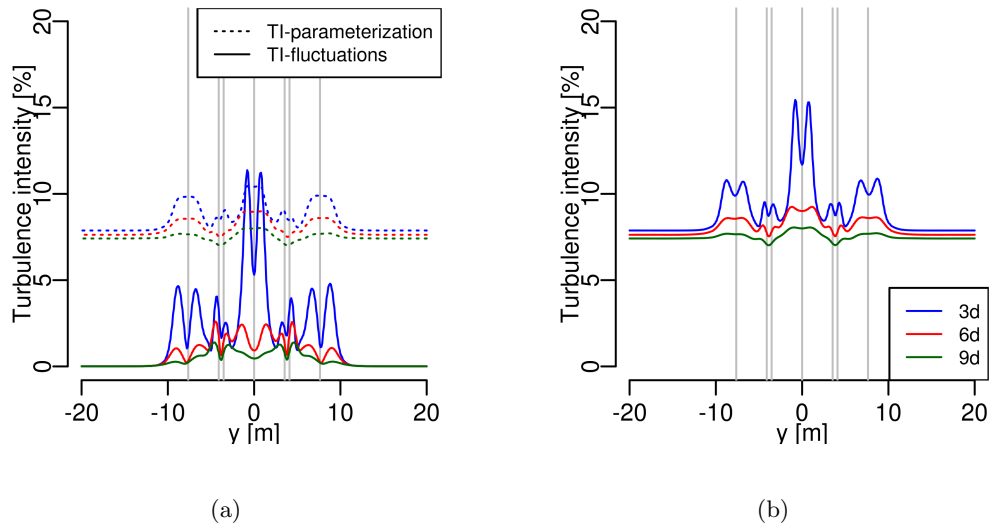 TI-parameterization
TI-fluctuations
Turbulence intensity [%]
20
15
10
5
0
-20
-10
0
10
20
y [m]
(a)
Turbulence intensity [%]
20
15
10
5
0
3d
6d
9d
-20
-10
0
10
20
y [m]
(b)